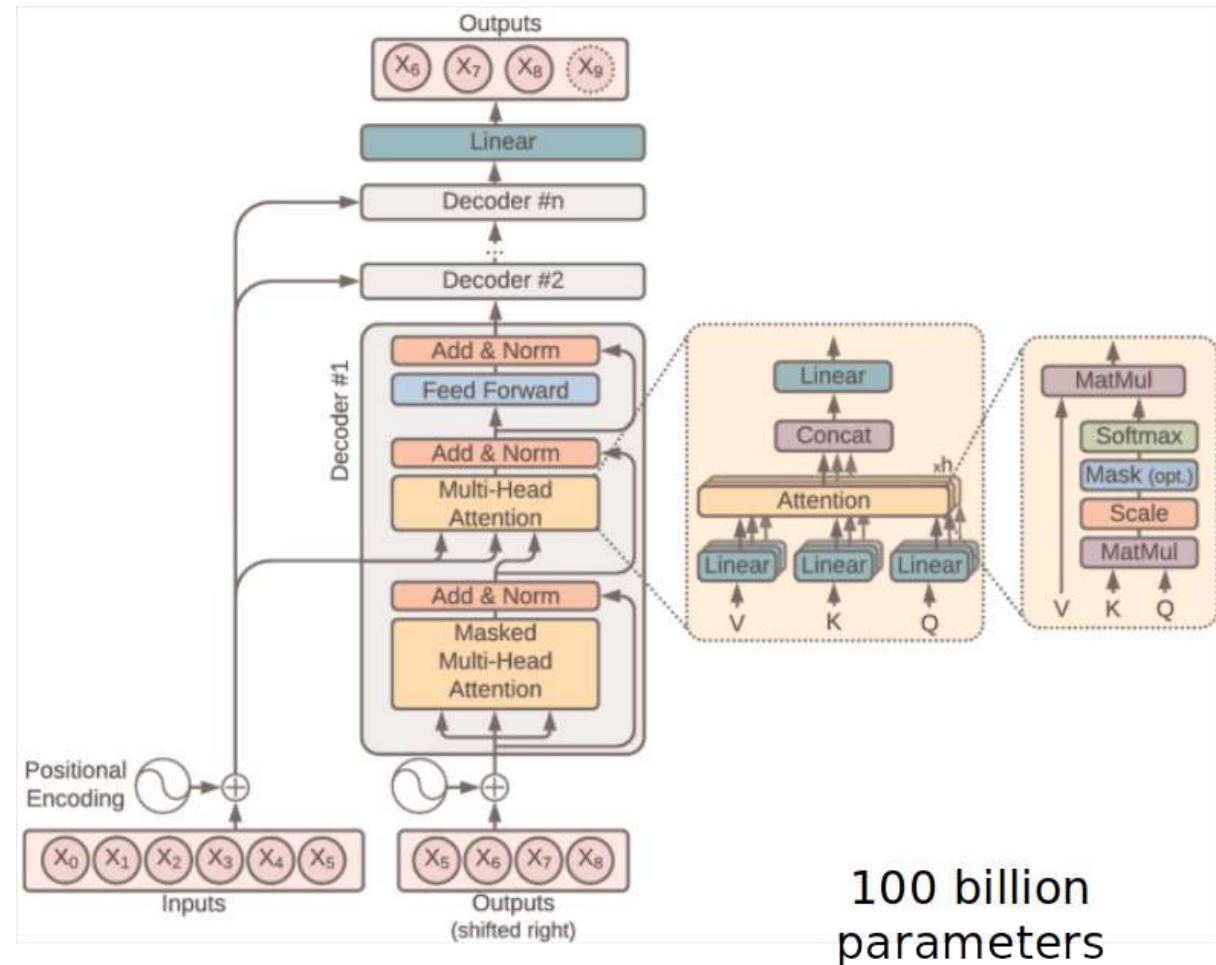 Outputs
X₆ X₇ X₈ X₉
Linear
Decoder #n
...
Decoder #2
Decoder #1
Add & Norm
Feed Forward
Add & Norm
Multi-Head
Attention
Add & Norm
Masked
Multi-Head
Attention
Linear
Concat
xh
Attention
Linear Linear Linear
V K Q
MatMul
Softmax
Mask (opt.)
Scale
MatMul
V K Q
Positional
Encoding
+ +
X₀ X₁ X₂ X₃ X₄ X₅
Inputs
X₅ X₆ X₇ X₈
Outputs
(shifted right)
100 billion
parameters